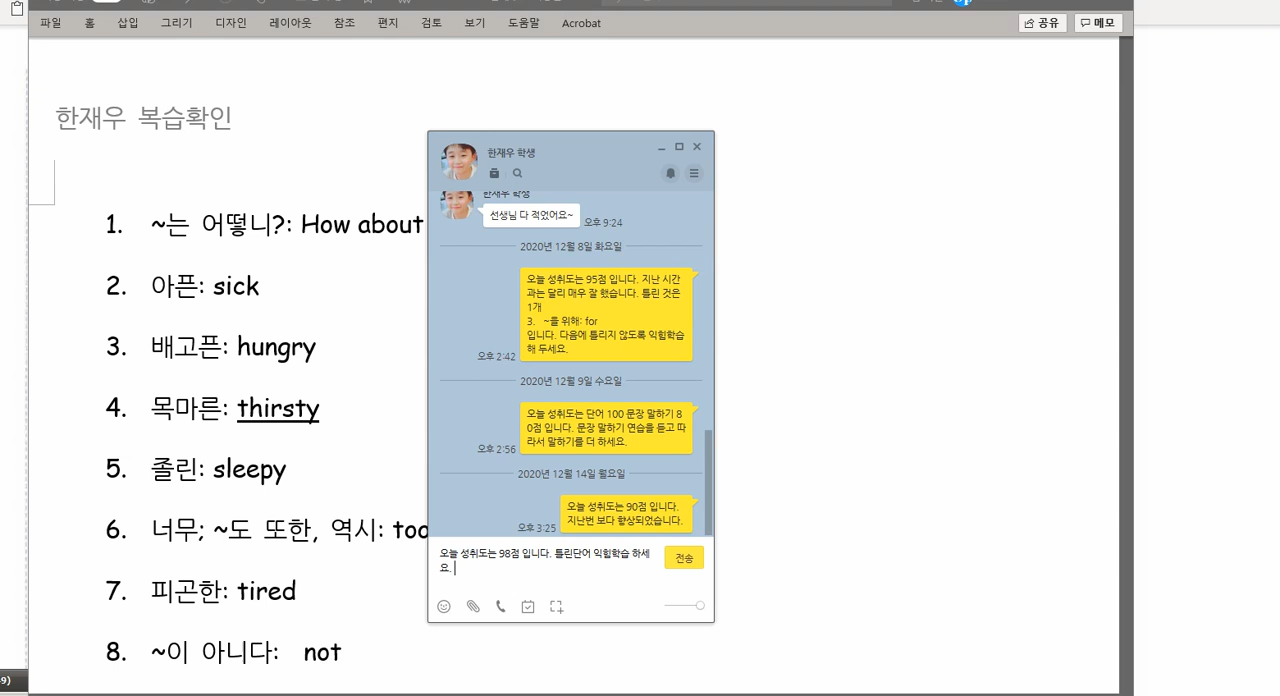 파일 홈 삽입 그리기 디자인 레이아웃 참조 편지 검토 보기 도움말 Acrobat 공유 메모
한재우 복습확인
1. ~는 어떻니?: How about
2. 아픈: sick
3. 배고픈: hungry
4. 목마른: thirsty
5. 졸린: sleepy
6. 너무; ~도 또한, 역시: too
7. 피곤한: tired
8. ~이 아니다: not
한재우 학생
한재우 학생
선생님 다 적었어요~
오후 9:24
2020년 12월 8일 화요일
오늘 성취도는 95점 입니다. 지난 시간
과는 달리 매우 잘 했습니다. 틀린 것은
1개
3. ~을 위해: for
입니다. 다음에 틀리지 않도록 익힘학습
해 두세요.
오후 2:42
2020년 12월 9일 수요일
오늘 성취도는 단어 100 문장 말하기 8
0점 입니다. 문장 말하기 연습을 듣고 따
라서 말하기를 더 하세요.
오후 2:56
2020년 12월 14일 월요일
오늘 성취도는 90점 입니다.
지난번 보다 향상되었습니다.
오후 3:25
오늘 성취도는 98점 입니다. 틀린단어 익힘학습 하세
요.
전송
9)